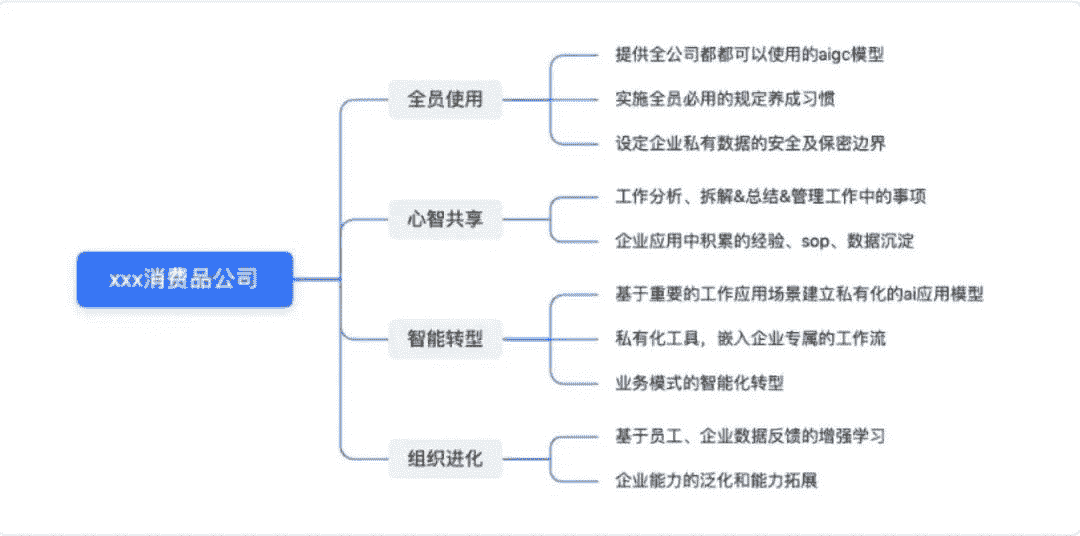 xxx消费品公司
全员使用
提供全公司都都可以使用的aigc模型
实施全员必用的规定养成习惯
设定企业私有数据的安全及保密边界
心智共享
工作分析、拆解&总结&管理工作中的事项
企业应用中积累的经验、sop、数据沉淀
智能转型
基于重要的工作应用场景建立私有化的ai应用模型
私有化工具，嵌入企业专属的工作流
业务模式的智能化转型
组织进化
基于员工、企业数据反馈的增强学习
企业能力的泛化和能力拓展